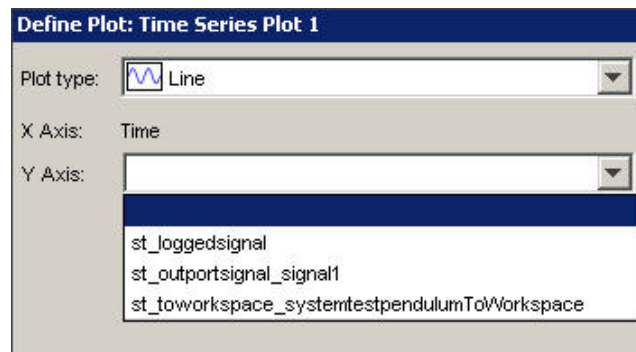 Define Plot: Time Series Plot 1
Plot type: Line
X Axis: Time
Y Axis:
st_loggedsignal
st_outportsignal_signal1
st_toworkspace_systemtestpendulumToWorkspace